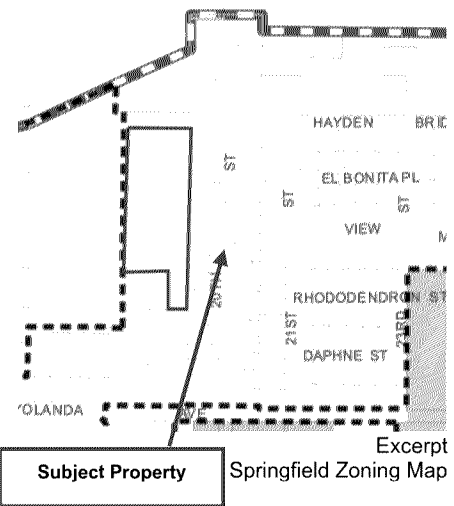 HAYDEN BRID
ST
EL BONITA PL
ST
ST
VIEW
M
20TH
RHODODENDRON ST
21ST
23RD
DAPHNE ST
YOLANDA
AVE
Excerpt
Subject Property
Springfield Zoning Map